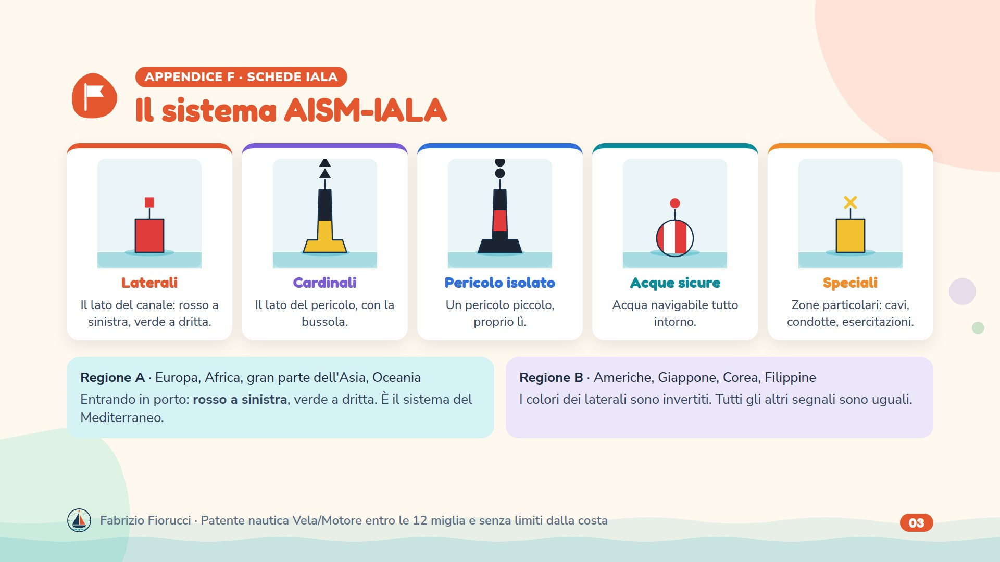 APPENDICE F · SCHEDE IALA
Il sistema AISM-IALA
Laterali
Il lato del canale: rosso a
sinistra, verde a dritta.
Cardinali
Il lato del pericolo, con la
bussola.
Pericolo isolato
Un pericolo piccolo,
proprio lì.
Acque sicure
Acqua navigabile tutto
intorno.
Speciali
Zone particolari: cavi,
condotte, esercitazioni.
Regione A · Europa, Africa, gran parte dell'Asia, Oceania
Entrando in porto: rosso a sinistra, verde a dritta. È il sistema del
Mediterraneo.
Regione B · Americhe, Giappone, Corea, Filippine
I colori dei laterali sono invertiti. Tutti gli altri segnali sono uguali.
Fabrizio Fiorucci · Patente nautica Vela/Motore entro le 12 miglia e senza limiti dalla costa
03